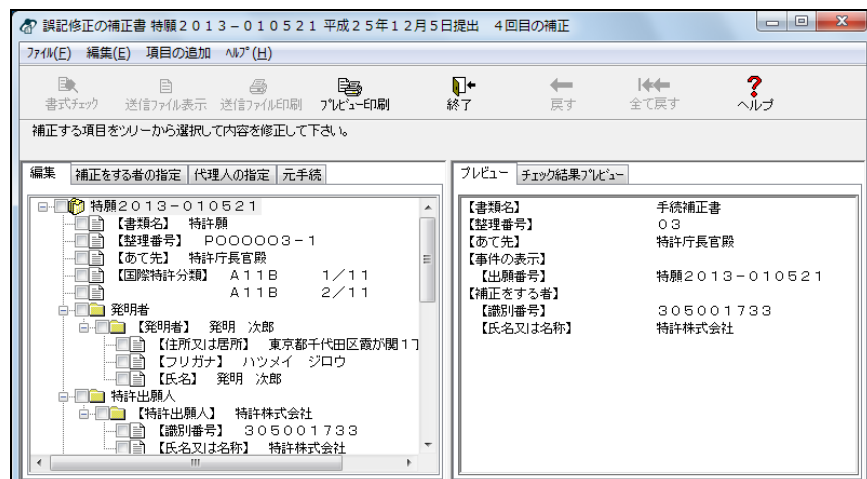 誤記修正の補正書 特願２０１３－０１０５２１ 平成２５年１２月５日提出 ４回目の補正
ﾌｧｲﾙ(F) 編集(E) 項目の追加 ﾍﾙﾌﾟ(H)
書式ﾁｪｯｸ 送信ﾌｧｲﾙ表示 送信ﾌｧｲﾙ印刷 ﾌﾟﾚﾋﾞｭｰ印刷 終了 戻す 全て戻す ヘルプ
補正する項目をツリーから選択して内容を修正して下さい。
編集 補正をする者の指定 代理人の指定 元手続
特願２０１３－０１０５２１
【書類名】 特許願
【整理番号】 Ｐ０００００３－１
【あて先】 特許庁長官殿
【国際特許分類】 Ａ１１Ｂ １／１１
Ａ１１Ｂ ２／１１
発明者
【発明者】 発明 次郎
【住所又は居所】 東京都千代田区霞が関１丁
【フリガナ】 ハツメイ ジロウ
【氏名】 発明 次郎
特許出願人
【特許出願人】 特許株式会社
【識別番号】 ３０５００１７３３
【氏名又は名称】 特許株式会社
プレビュー チェック結果ﾌﾟﾚﾋﾞｭｰ
【書類名】 手続補正書
【整理番号】 ０３
【あて先】 特許庁長官殿
【事件の表示】
【出願番号】 特願２０１３－０１０５２１
【補正をする者】
【識別番号】 ３０５００１７３３
【氏名又は名称】 特許株式会社